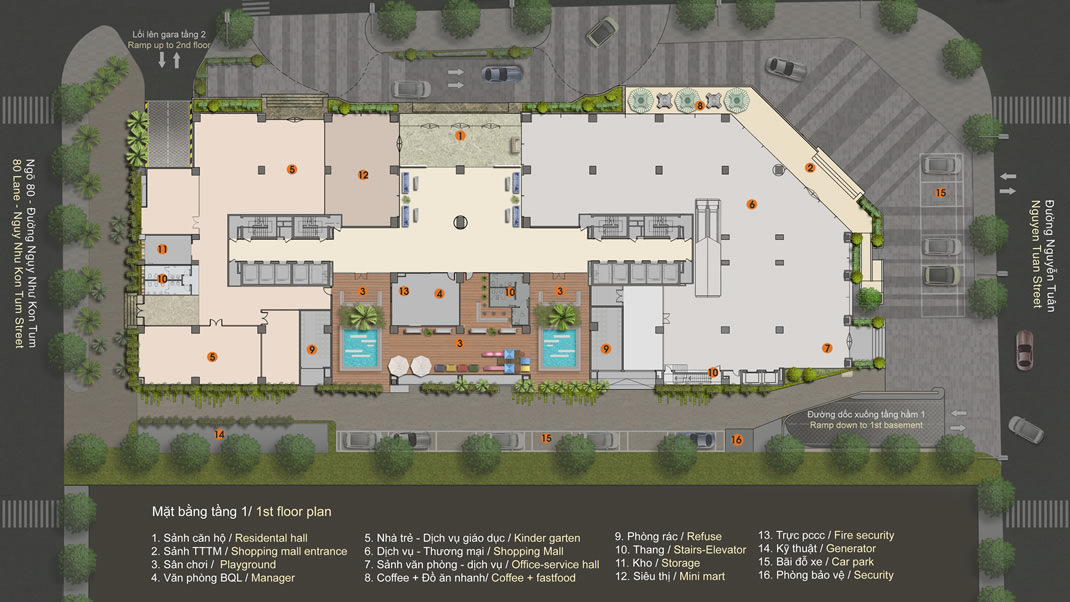 Lối lên gara tầng 2
Ramp up to 2nd floor
1
8
5
12
2
15
6
11
10
3
13
4
10
3
5
9
3
9
7
10
14
15
16
Ngõ 80 - Đường Ngụy Như Kon Tum
80 Lane - Nguy Nhu Kon Tum Street
Đường Nguyễn Tuân
Nguyen Tuan Street
Đường dốc xuống tầng hầm 1
Ramp down to 1st basement
Mặt bằng tầng 1/ 1st floor plan
1. Sảnh căn hộ / Residental hall
2. Sảnh TTTM / Shopping mall entrance
3. Sân chơi / Playground
4. Văn phòng BQL / Manager
5. Nhà trẻ - Dịch vụ giáo dục / Kinder garten
6. Dịch vụ - Thương mại / Shopping Mall
7. Sảnh văn phòng - dịch vụ / Office-service hall
8. Coffee + Đồ ăn nhanh/ Coffee + fastfood
9. Phòng rác / Refuse
10. Thang / Stairs-Elevator
11. Kho / Storage
12. Siêu thị / Mini mart
13. Trực pccc / Fire security
14. Kỹ thuật / Generator
15. Bãi đỗ xe / Car park
16. Phòng bảo vệ / Security